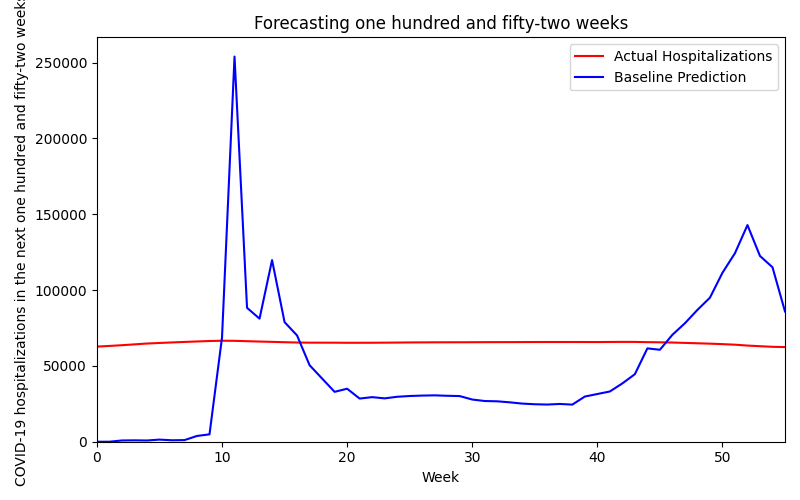 Forecasting one hundred and fifty-two weeks
COVID-19 hospitalizations in the next one hundred and fifty-two weeks
250000
200000
150000
100000
50000
0
Actual Hospitalizations
Baseline Prediction
0 10 20 30 40 50
Week